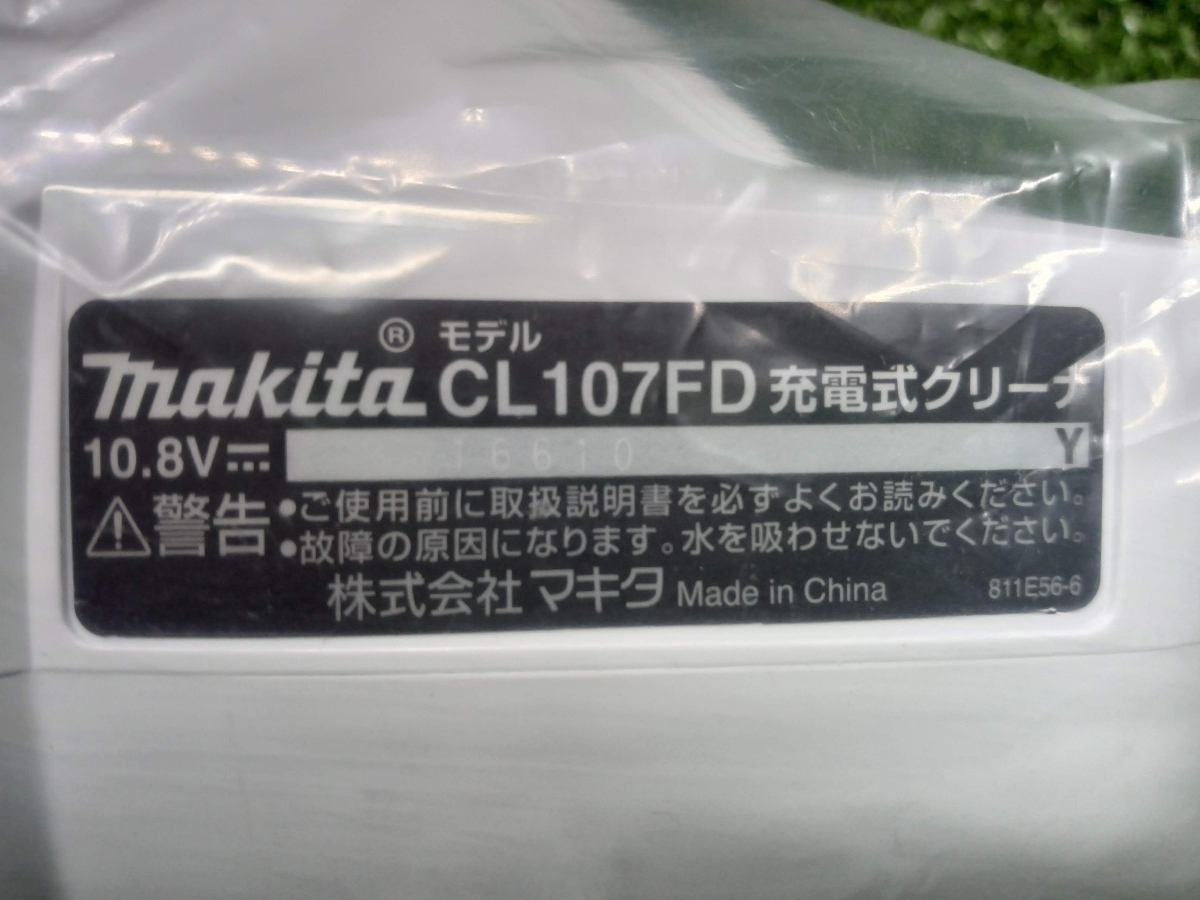 makita® モデル CL107FD 充電式クリーナ
10.8V 16610 Y
警告 •ご使用前に取扱説明書を必ずよくお読みください。
•故障の原因になります。水を吸わせないでください。
株式会社マキタ Made in China 811E56-6